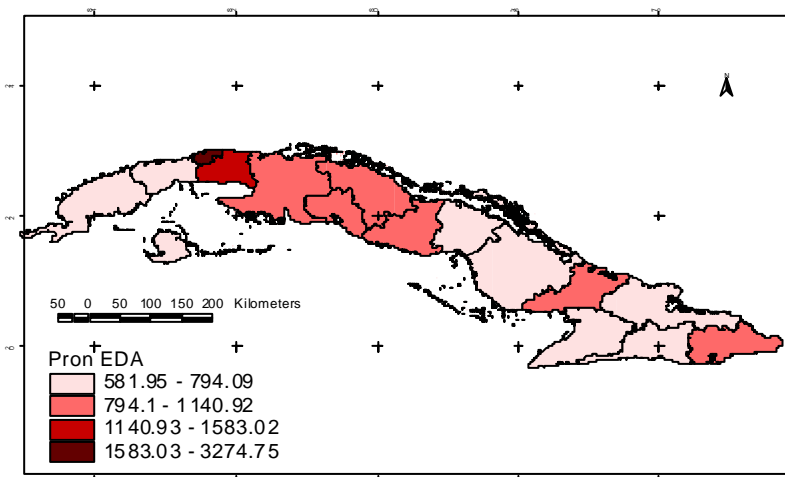 N
50 0 50 100 150 200 Kilometers
Pron EDA
581.95 - 794.09
794.1 - 1140.92
1140.93 - 1583.02
1583.03 - 3274.75